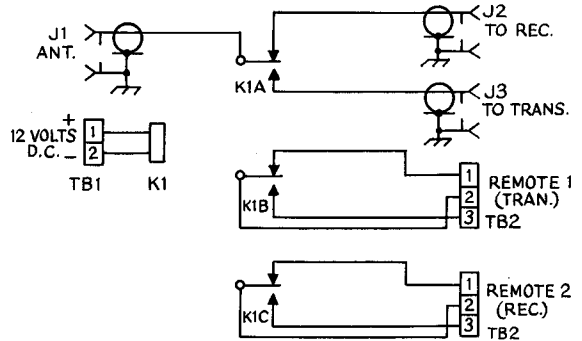 J1
ANT.
J2
TO REC.
K1A
J3
TO TRANS.
+
12 VOLTS
D.C. –
1
2
TB1
K1
K1B
1
2
3
REMOTE 1
(TRAN.)
TB2
K1C
1
2
3
REMOTE 2
(REC.)
TB2